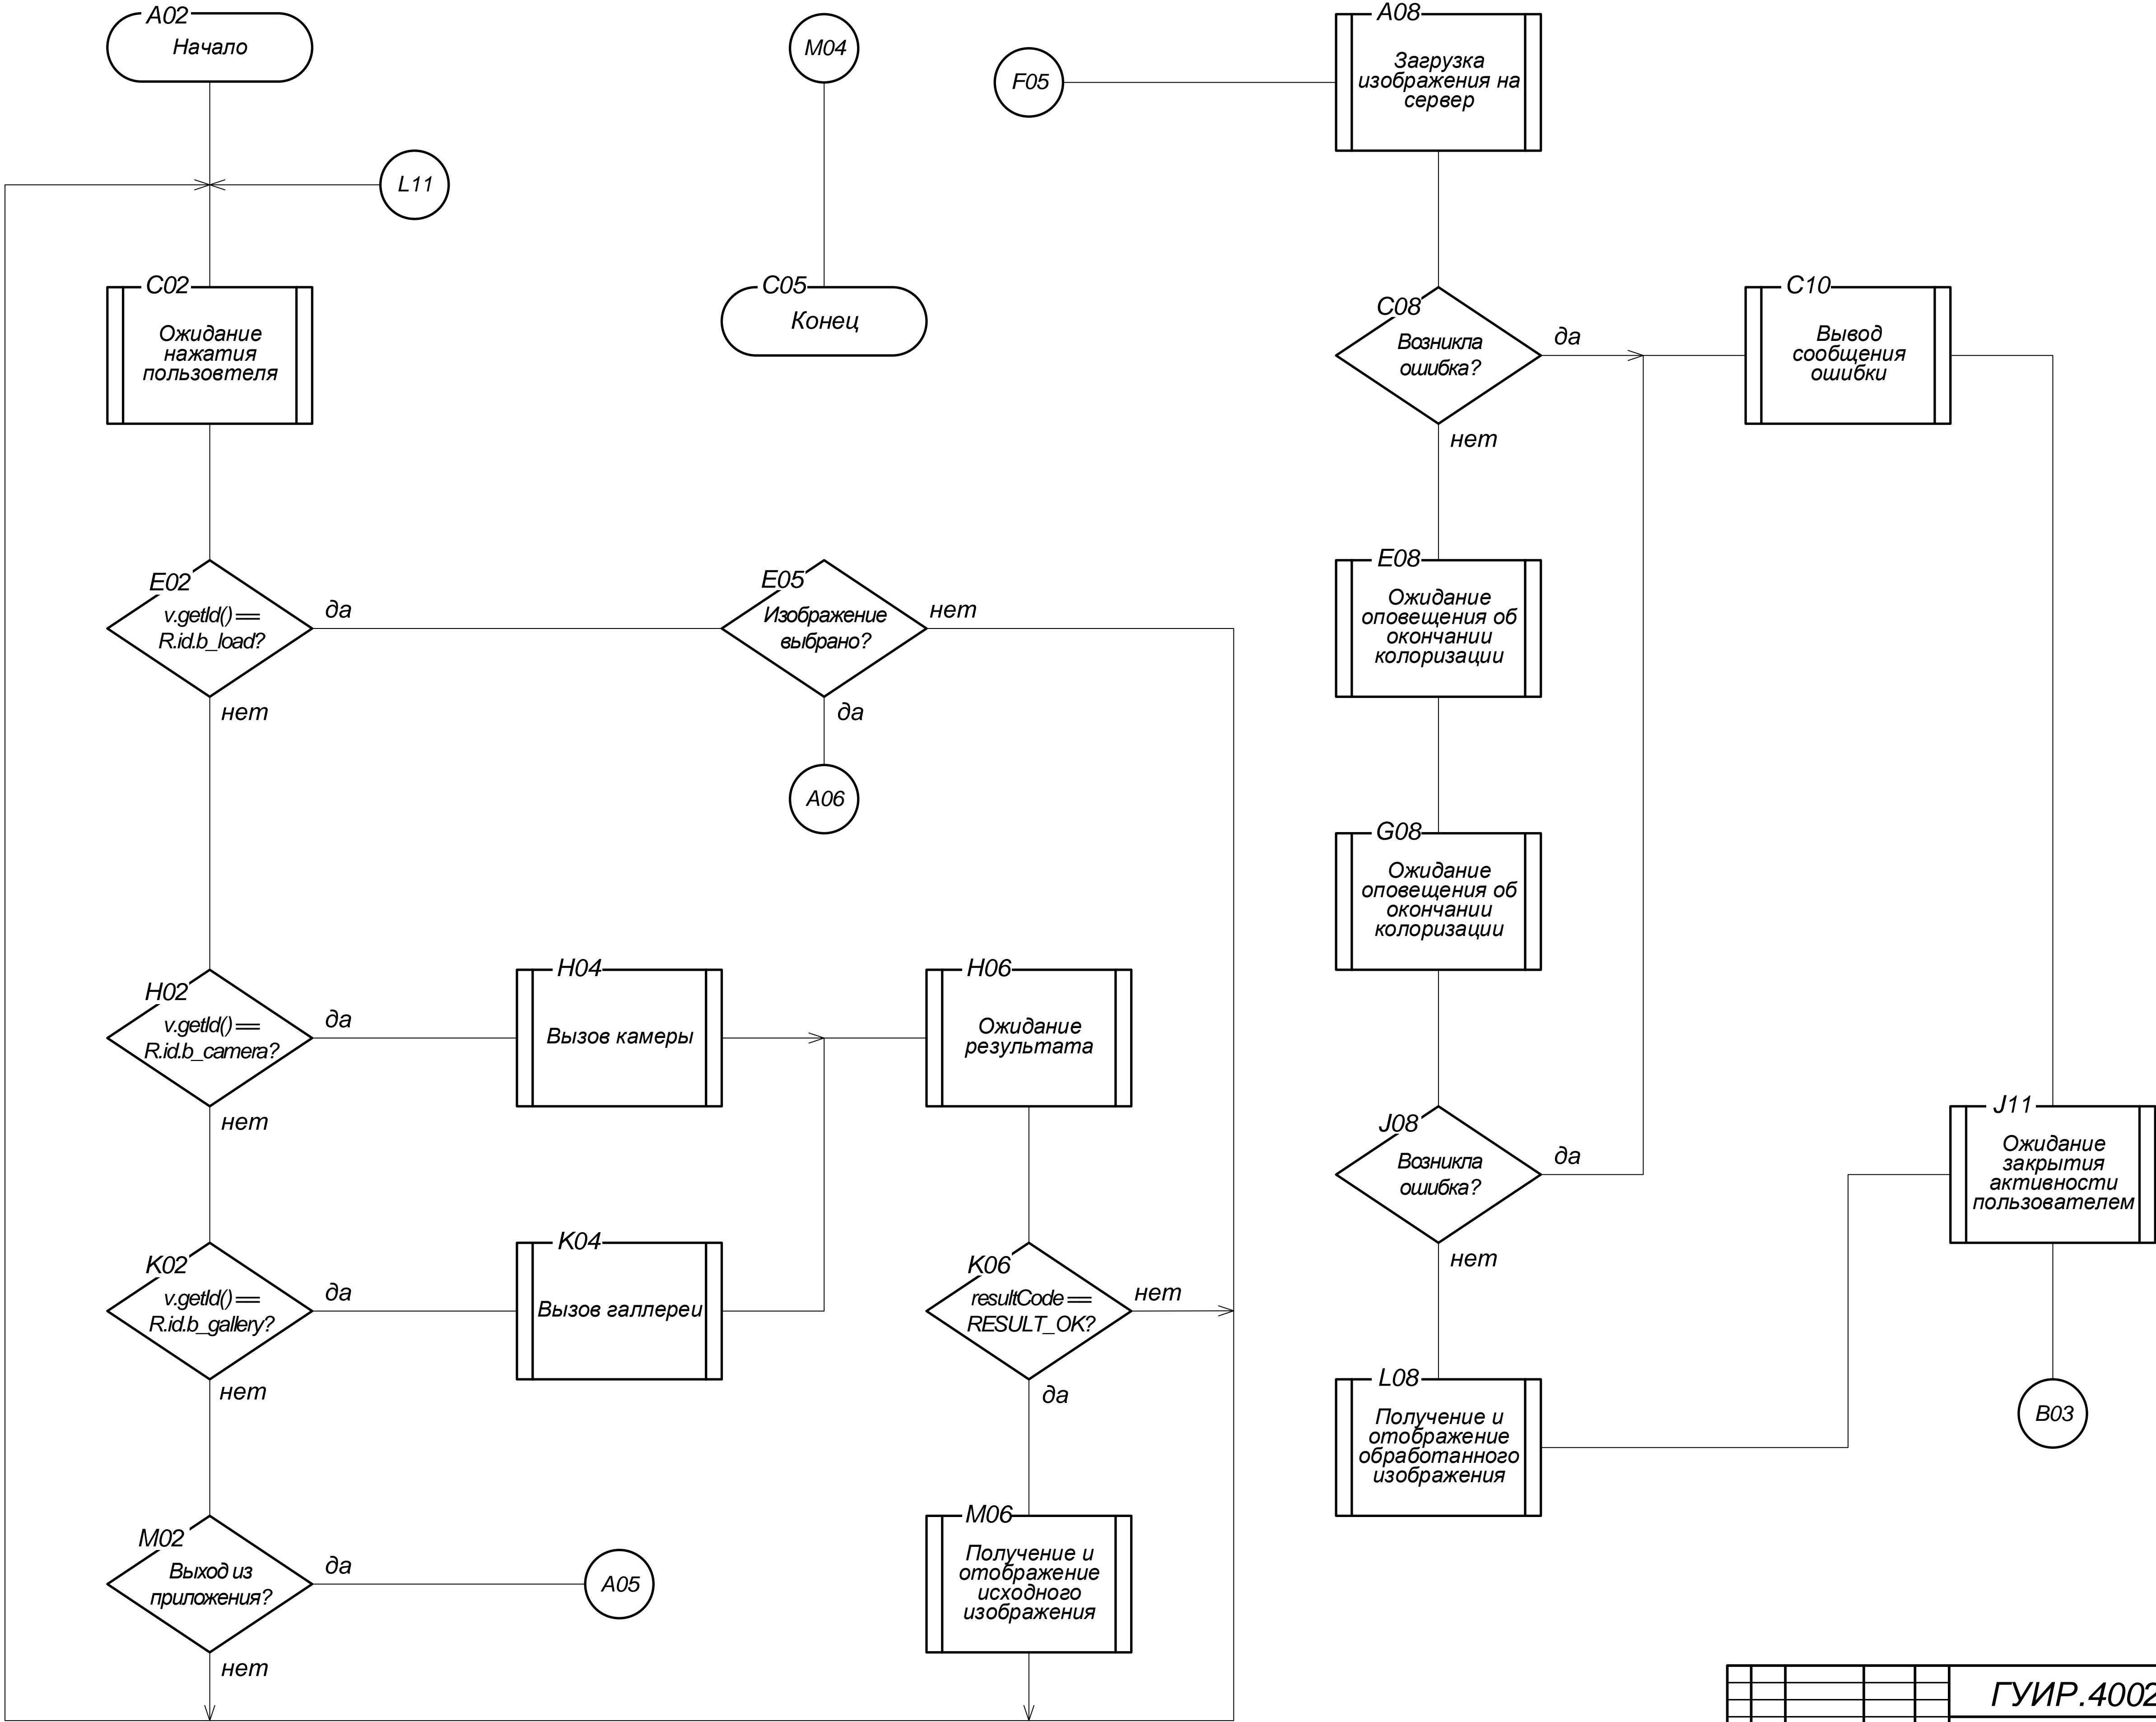 A02
Начало
L11
C02
Ожидание
нажатия
пользовтеля
E02
v.getId() ==
R.id.b_load?
да
нет
H02
v.getId() ==
R.id.b_camera?
да
нет
K02
v.getId() ==
R.id.b_gallery?
да
нет
M02
Выход из
приложения?
да
нет
A05
M04
C05
Конец
E05
Изображение
выбрано?
нет
да
A06
H04
Вызов камеры
K04
Вызов галлереи
H06
Ожидание
результата
K06
resultCode ==
RESULT_OK?
нет
да
M06
Получение и
отображение
исходного
изображения
F05
A08
Загрузка
изображения на
сервер
C08
Возникла
ошибка?
да
нет
E08
Ожидание
оповещения об
окончании
колоризации
G08
Ожидание
оповещения об
окончании
колоризации
J08
Возникла
ошибка?
да
нет
L08
Получение и
отображение
обработанного
изображения
C10
Вывод
сообщения
ошибки
J11
Ожидание
закрытия
активности
пользователем
B03
ГУИР.4002